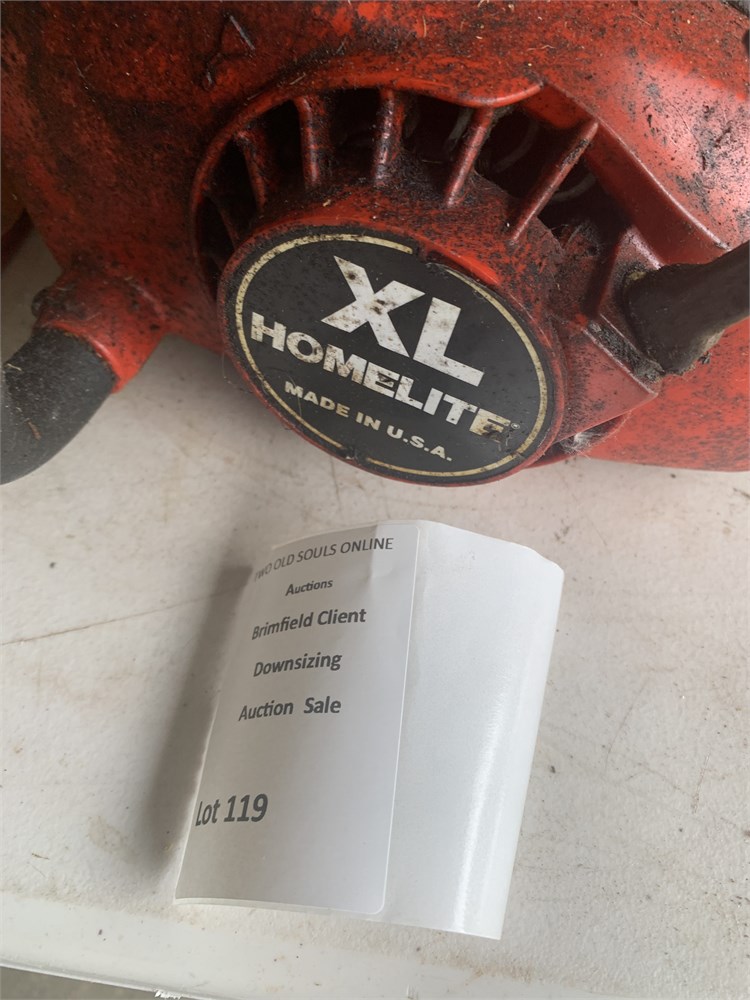 XL
HOMELITE
MADE IN U.S.A.
TWO OLD SOULS ONLINE
Auctions
Brimfield Client
Downsizing
Auction Sale
Lot 119